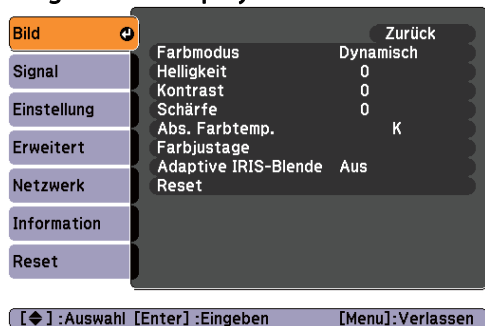 Bild
Signal
Einstellung
Erweitert
Netzwerk
Information
Reset
Zurück
Farbmodus Dynamisch
Helligkeit 0
Kontrast 0
Schärfe 0
Abs. Farbtemp. K
Farbjustage
Adaptive IRIS-Blende Aus
Reset
[◆] :Auswahl [Enter] :Eingeben [Menu]:Verlassen